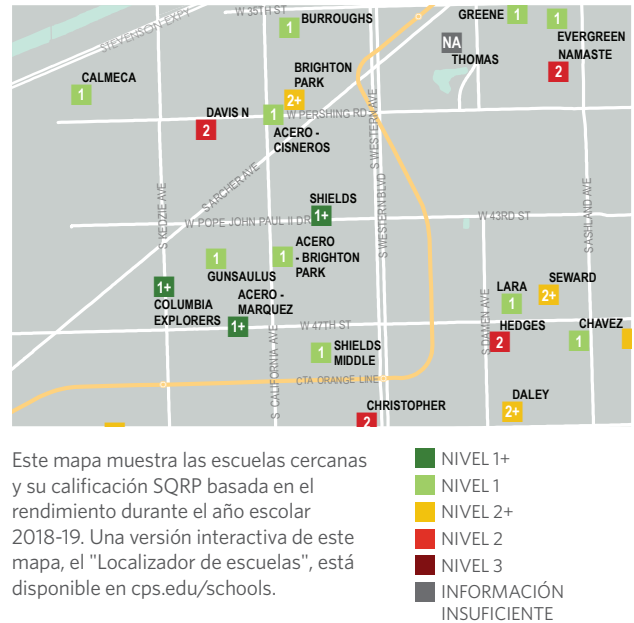 W 35TH ST
BURROUGHS
1
GREENE
1
1
EVERGREEN
STEVENSON EXPY
NA
THOMAS
NAMASTE
2
CALMECA
1
BRIGHTON
PARK
2+
DAVIS N
2
1
W PERSHING RD
ACERO -
CISNEROS
S WESTERN AVE
S ARCHER AVE
S KEDZIE AVE
S WESTERN BLVD
S ASHLAND AVE
SHIELDS
1+
W POPE JOHN PAUL II DR
W 43RD ST
1
GUNSAULUS
1
ACERO
- BRIGHTON
PARK
1+
COLUMBIA
EXPLORERS
ACERO -
MARQUEZ
1+
W 47TH ST
S CALIFORNIA AVE
S DAMEN AVE
LARA
1
SEWARD
2+
HEDGES
2
CHAVEZ
1
1
SHIELDS
MIDDLE
CTA ORANGE LINE
CHRISTOPHER
2
DALEY
2+
Este mapa muestra las escuelas cercanas
y su calificación SQRP basada en el
rendimiento durante el año escolar
2018-19. Una versión interactiva de este
mapa, el "Localizador de escuelas", está
disponible en cps.edu/schools.
NIVEL 1+
NIVEL 1
NIVEL 2+
NIVEL 2
NIVEL 3
INFORMACIÓN
INSUFICIENTE